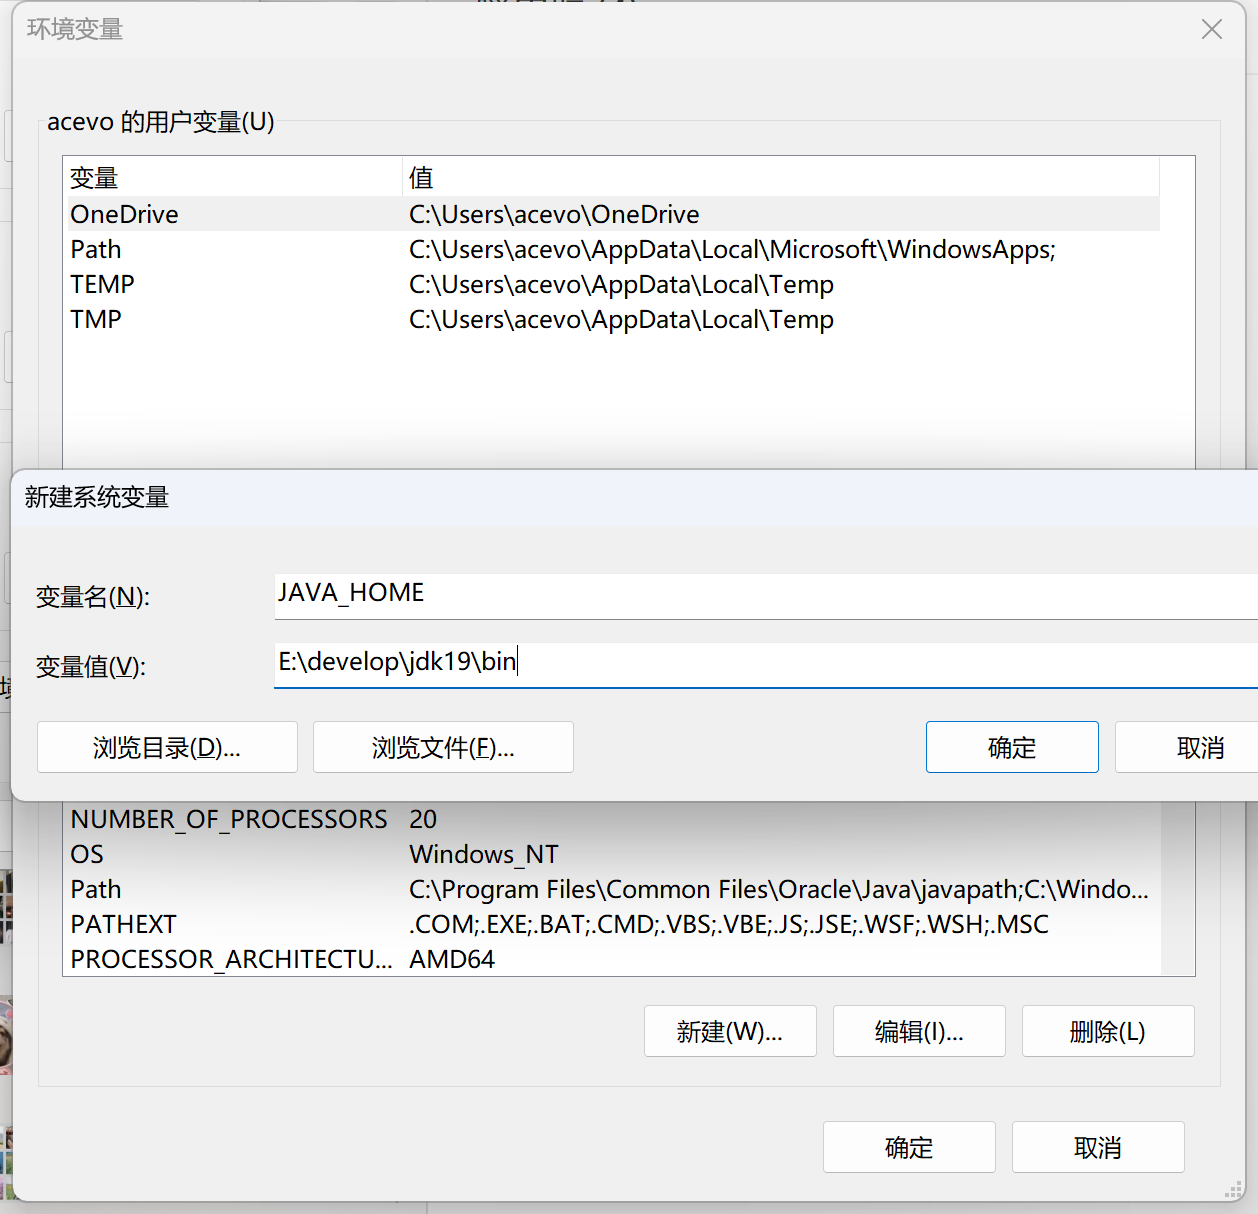 环境变量
acevo 的用户变量(U)
变量 值
OneDrive C:\Users\acevo\OneDrive
Path C:\Users\acevo\AppData\Local\Microsoft\WindowsApps;
TEMP C:\Users\acevo\AppData\Local\Temp
TMP C:\Users\acevo\AppData\Local\Temp
新建系统变量
变量名(N): JAVA_HOME
变量值(V): E:\develop\jdk19\bin
浏览目录(D)... 浏览文件(F)... 确定 取消
NUMBER_OF_PROCESSORS 20
OS Windows_NT
Path C:\Program Files\Common Files\Oracle\Java\javapath;C:\Windo...
PATHEXT .COM;.EXE;.BAT;.CMD;.VBS;.VBE;.JS;.JSE;.WSF;.WSH;.MSC
PROCESSOR_ARCHITECTU... AMD64
新建(W)... 编辑(I)... 删除(L)
确定 取消